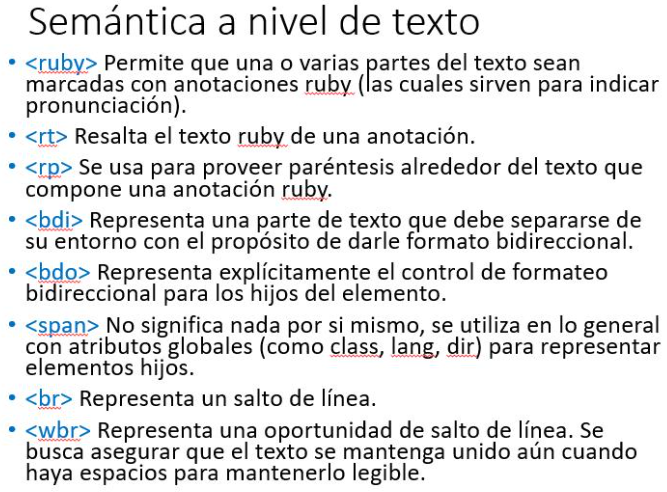 Semántica a nivel de texto
• <ruby> Permite que una o varias partes del texto sean
marcadas con anotaciones ruby (las cuales sirven para indicar
pronunciación).
• <rt> Resalta el texto ruby de una anotación.
• <rp> Se usa para proveer paréntesis alrededor del texto que
compone una anotación ruby.
• <bdi> Representa una parte de texto que debe separarse de
su entorno con el propósito de darle formato bidireccional.
• <bdo> Representa explícitamente el control de formateo
bidireccional para los hijos del elemento.
• <span> No significa nada por si mismo, se utiliza en lo general
con atributos globales (como class, lang, dir) para representar
elementos hijos.
• <br> Representa un salto de línea.
• <wbr> Representa una oportunidad de salto de línea. Se
busca asegurar que el texto se mantenga unido aún cuando
haya espacios para mantenerlo legible.